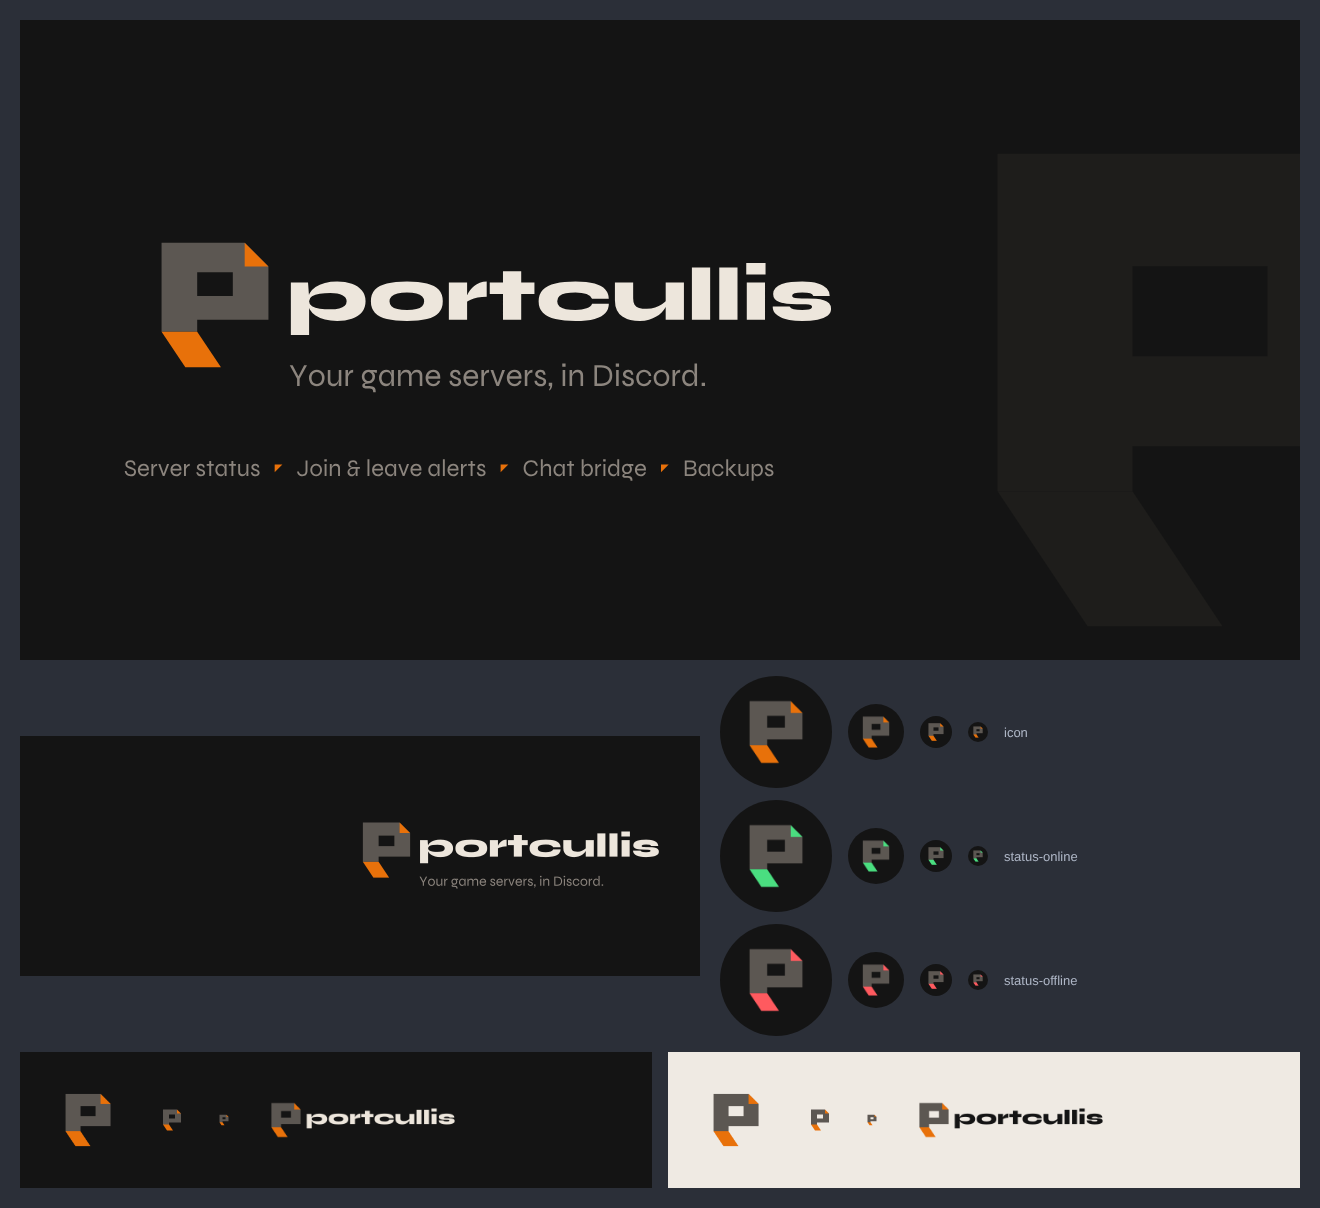 portcullis
Your game servers, in Discord.
Server status Join & leave alerts Chat bridge Backups
icon
portcullis
Your game servers, in Discord.
status-online
status-offline
portcullis
portcullis